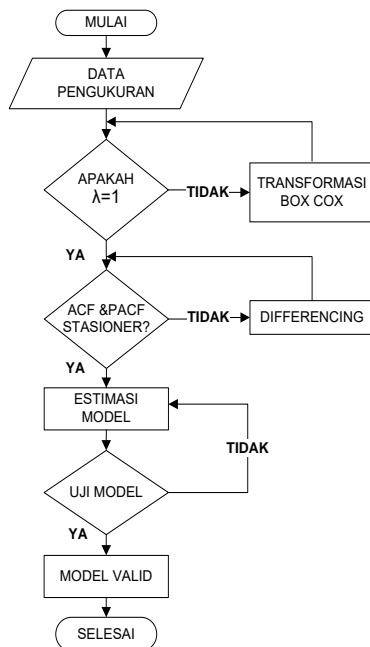 MULAI
DATA
PENGUKURAN
APAKAH
λ=1
TIDAK
TRANSFORMASI
BOX COX
YA
ACF &PACF
STASIONER?
TIDAK
DIFFERENCING
YA
ESTIMASI
MODEL
TIDAK
UJI MODEL
YA
MODEL VALID
SELESAI